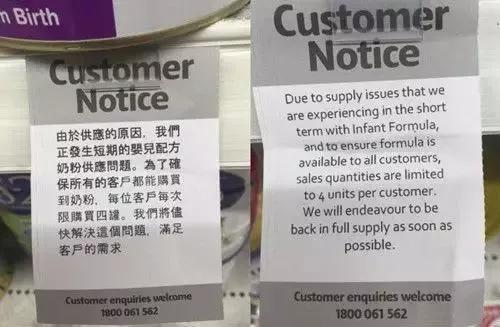 m Birth
Customer
Notice
由於供應的原因，我們
正發生短期的嬰兒配方
奶粉供應問題。為了確
保所有的客戶都能購買
到奶粉，每位客戶每次
限購買四罐。我們將儘
快解決這個問題，滿足
客戶的需求
Customer enquiries welcome
1800 061 562
Customer
Notice
Due to supply issues that we
are experiencing in the short
term with Infant Formula,
and to ensure formula is
available to all customers,
sales quantities are limited
to 4 units per customer.
We will endeavour to be
back in full supply as soon as
possible.
Customer enquiries welcome
1800 061 562